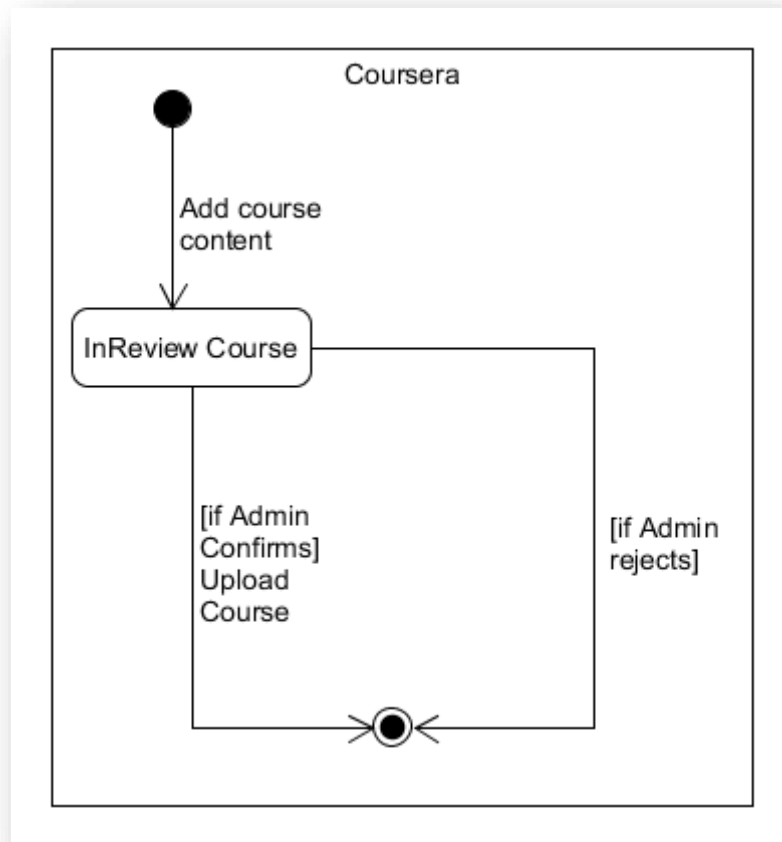 Coursera
Add course
content
InReview Course
[if Admin
Confirms]
Upload
Course
[if Admin
rejects]